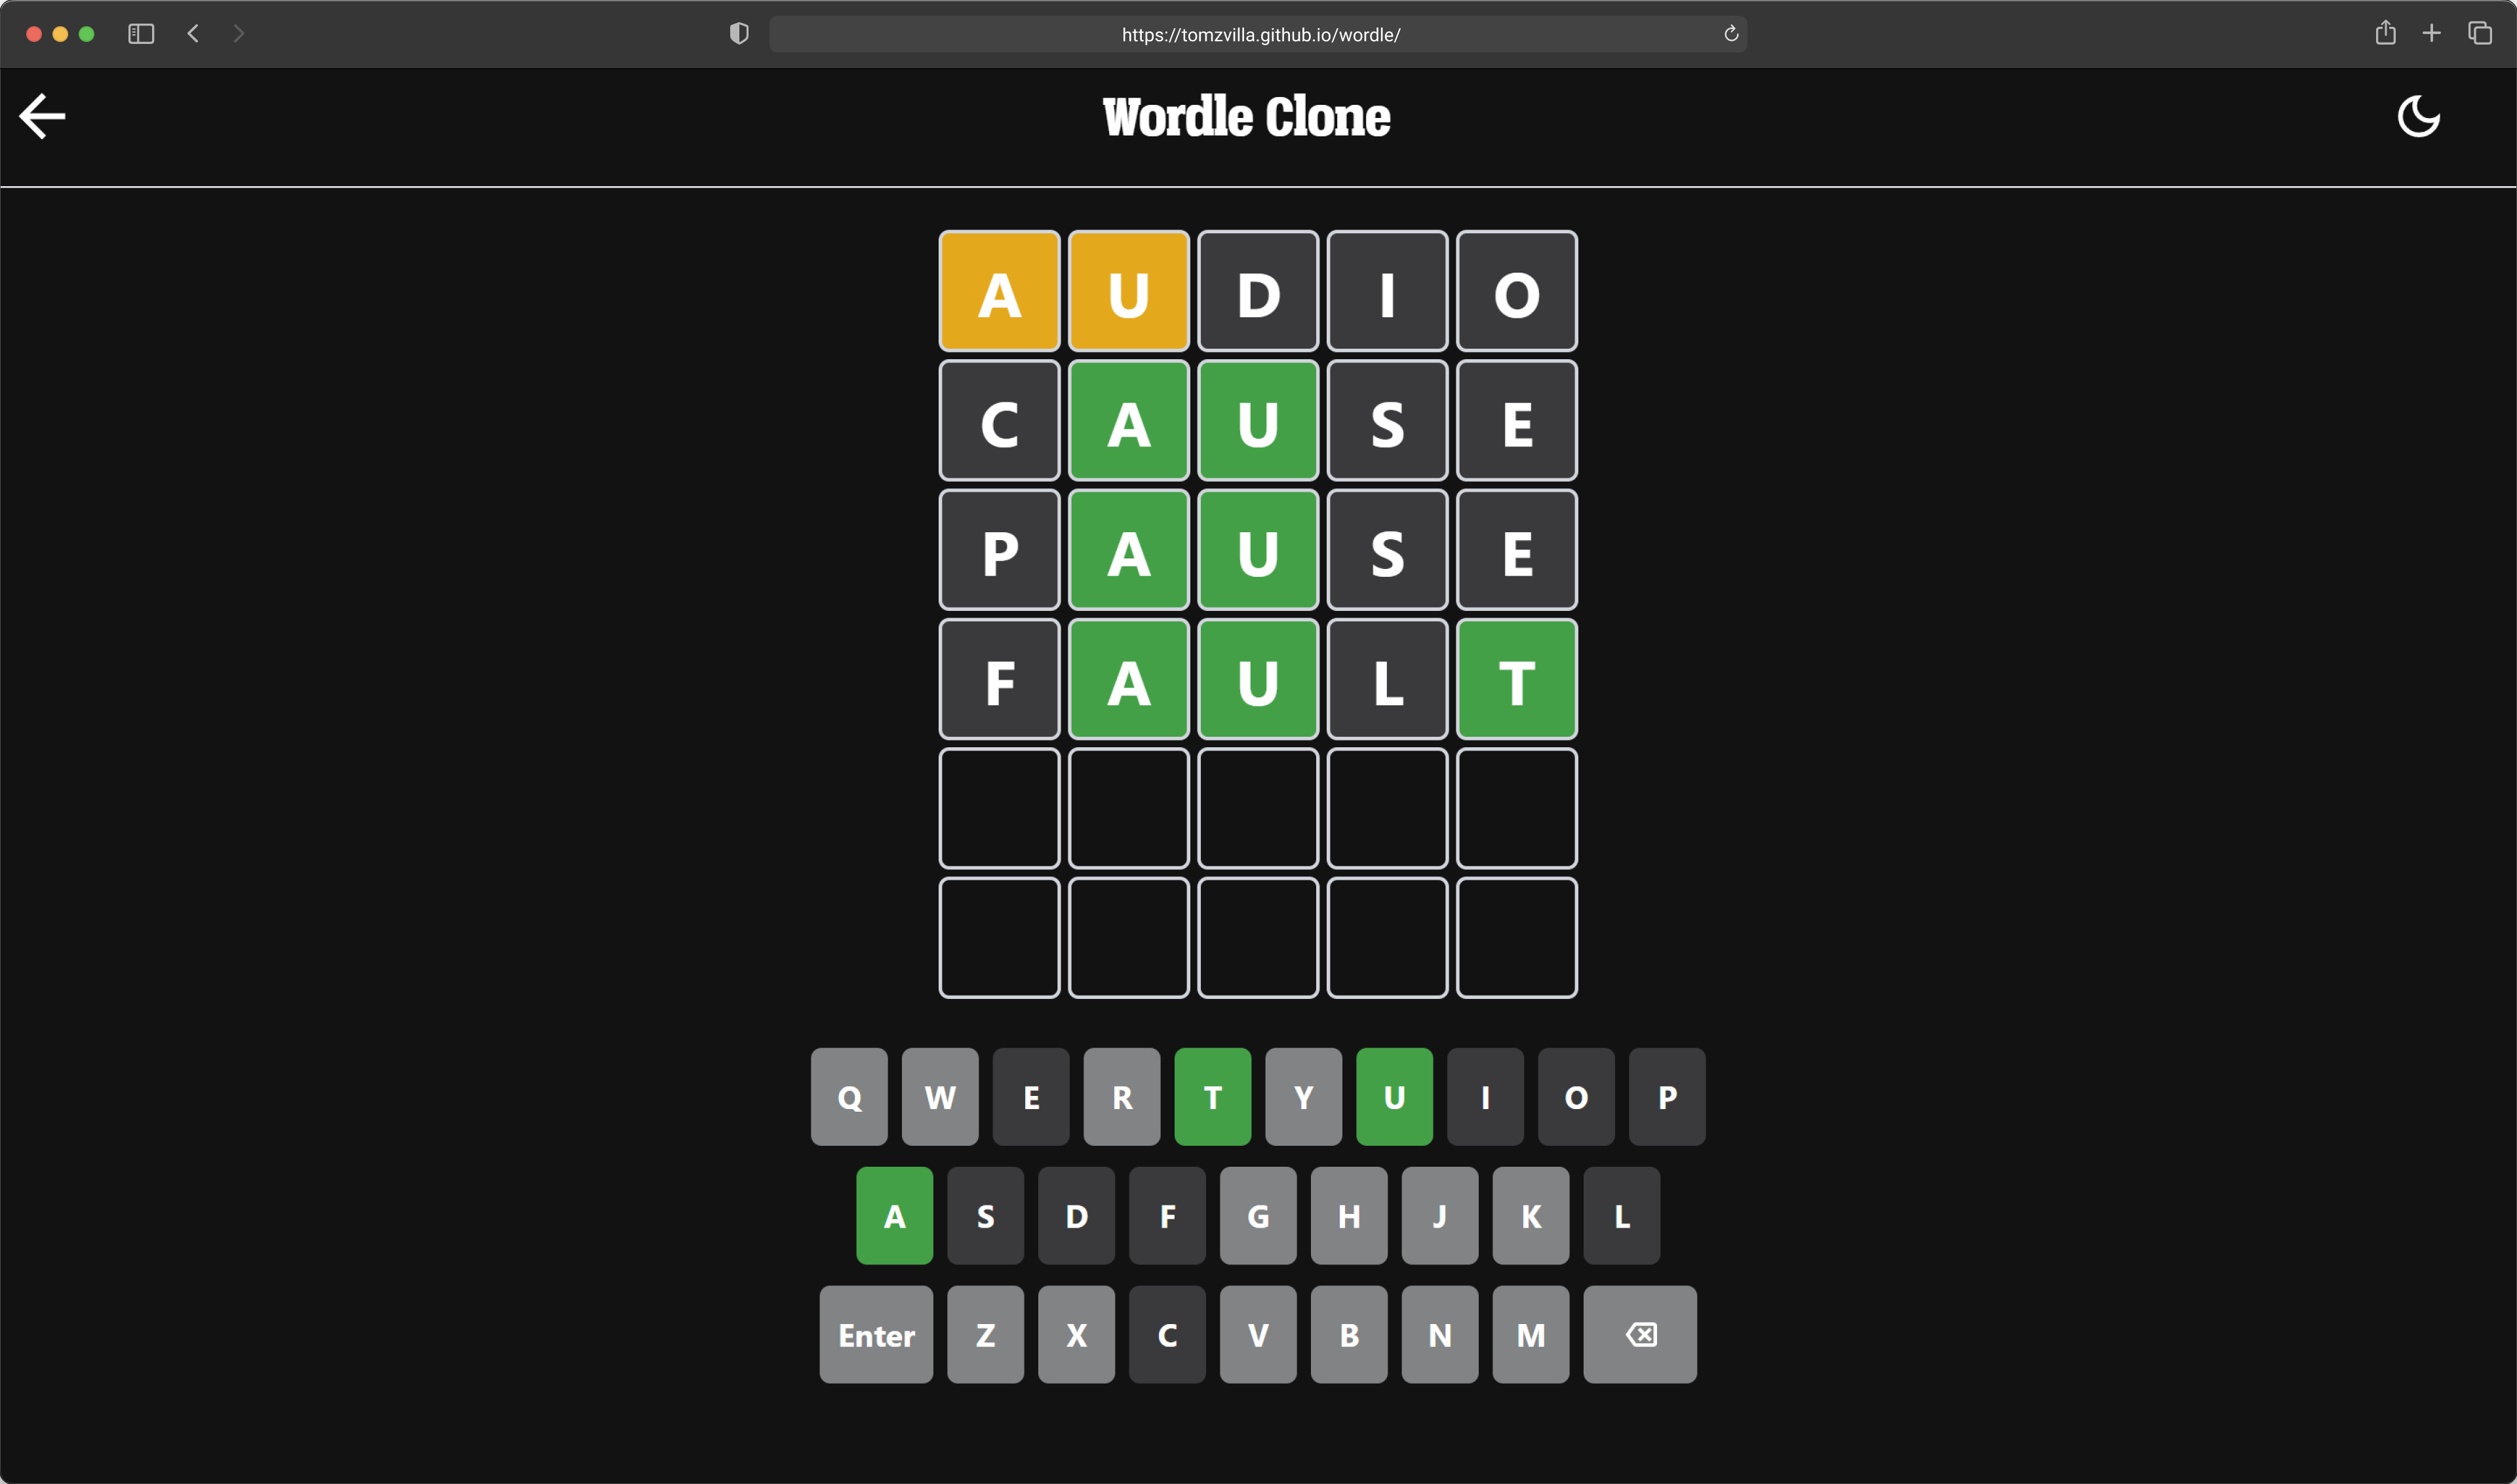 https://tomzvilla.github.io/wordle/
Wordle Clone
A U D I O
C A U S E
P A U S E
F A U L T
Q W E R T Y U I O P
A S D F G H J K L
Enter Z X C V B N M